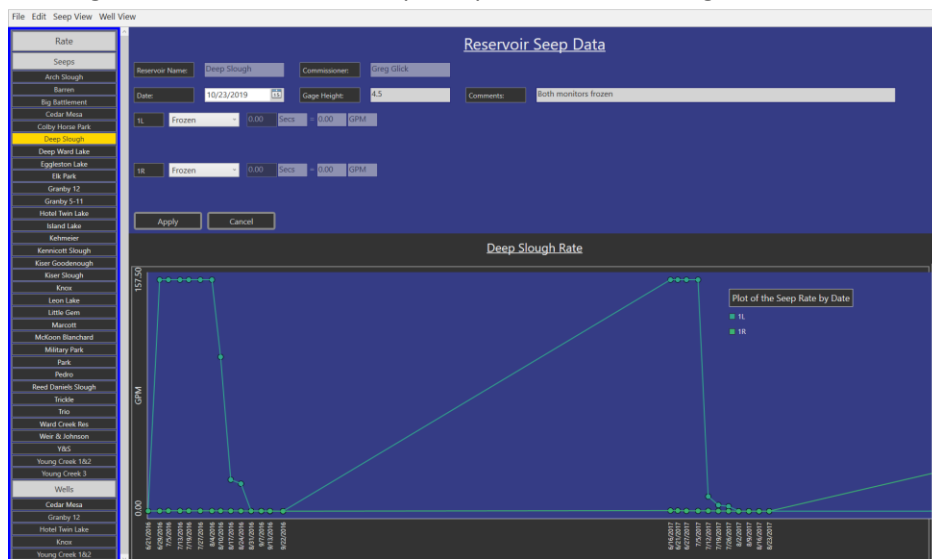 File Edit Seep View Well View
Rate
Seeps
Arch Slough
Barren
Big Battlement
Cedar Mesa
Colby Horse Park
Deep Slough
Deep Ward Lake
Eggleston Lake
Elk Park
Granby 12
Granby 5-11
Hotel Twin Lake
Island Lake
Kehmeier
Kennicott Slough
Kiser Goodenough
Kiser Slough
Knox
Leon Lake
Little Gem
Marcott
McKoon Blanchard
Military Park
Park
Pedro
Reed Daniels Slough
Trickle
Trio
Ward Creek Res
Weir & Johnson
Y&S
Young Creek 1&2
Young Creek 3
Wells
Cedar Mesa
Granby 12
Hotel Twin Lake
Knox
Young Creek 1&2
Reservoir Seep Data
Reservoir Name: Deep Slough Commissioner: Greg Glick
Date: 10/23/2019 15 Gage Height: 4.5 Comments: Both monitors frozen
1L Frozen 0.00 Secs = 0.00 GPM
1R Frozen 0.00 Secs = 0.00 GPM
Apply Cancel
Deep Slough Rate
157.50
GPM
0.00
Plot of the Seep Rate by Date
1L
1R
6/21/2016
6/29/2016
7/5/2016
7/13/2016
7/19/2016
7/27/2016
8/4/2016
8/10/2016
8/17/2016
8/24/2016
8/31/2016
9/7/2016
9/13/2016
9/22/2016
6/16/2017
6/21/2017
6/27/2017
7/5/2017
7/12/2017
7/19/2017
7/26/2017
8/2/2017
8/9/2017
8/16/2017
8/23/2017